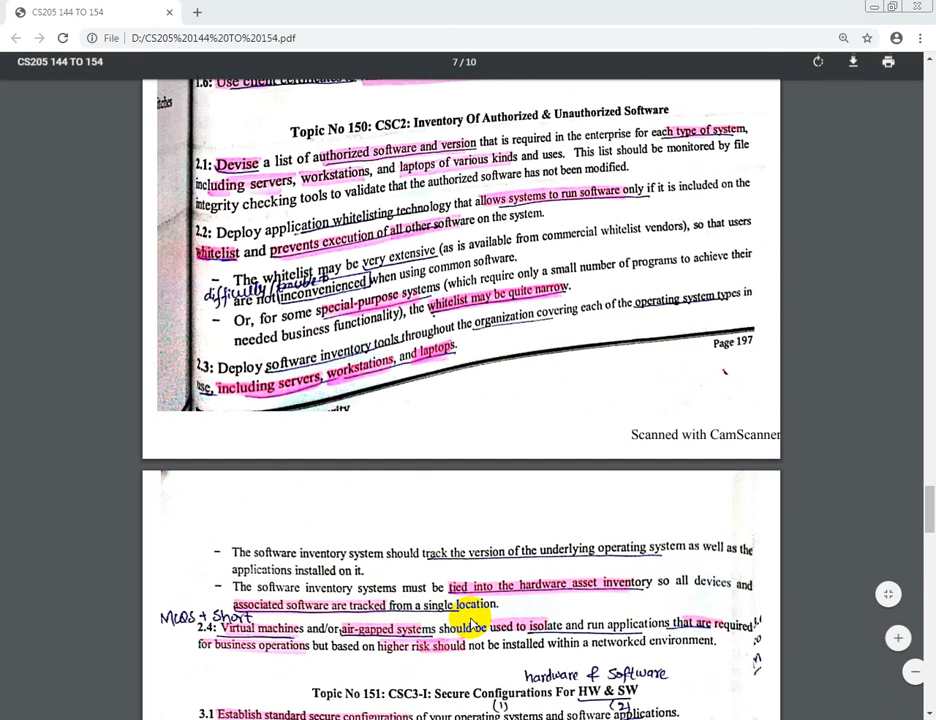 CS205 144 TO 154
File
D:/CS205%20144%20TO%20154.pdf
CS205 144 TO 154
7 / 10
1.6: Use client certificates
Topic No 150: CSC2: Inventory Of Authorized & Unauthorized Software
2.1: Devise a list of authorized software and version that is required in the enterprise for each type of system,
including servers, workstations, and laptops of various kinds and uses. This list should be monitored by file
integrity checking tools to validate that the authorized software has not been modified.
2.2: Deploy application whitelisting technology that allows systems to run software only if it is included on the
whitelist and prevents execution of all other software on the system.
– The whitelist may be very extensive (as is available from commercial whitelist vendors), so that users
difficulty/trouble
are not inconvenienced when using common software.
– Or, for some special-purpose systems (which require only a small number of programs to achieve their
needed business functionality), the whitelist may be quite narrow.
2.3: Deploy software inventory tools throughout the organization covering each of the operating system types in
use, including servers, workstations, and laptops.
Page 197
Scanned with CamScanner
– The software inventory system should track the version of the underlying operating system as well as the
applications installed on it.
– The software inventory systems must be tied into the hardware asset inventory so all devices and
associated software are tracked from a single location.
MCQS + Short
2.4: Virtual machines and/or air-gapped systems should be used to isolate and run applications that are required
for business operations but based on higher risk should not be installed within a networked environment.
hardware & Software
Topic No 151: CSC3-I: Secure Configurations For HW & SW
(1) (2)
3.1 Establish standard secure configurations of your operating systems and software applications.